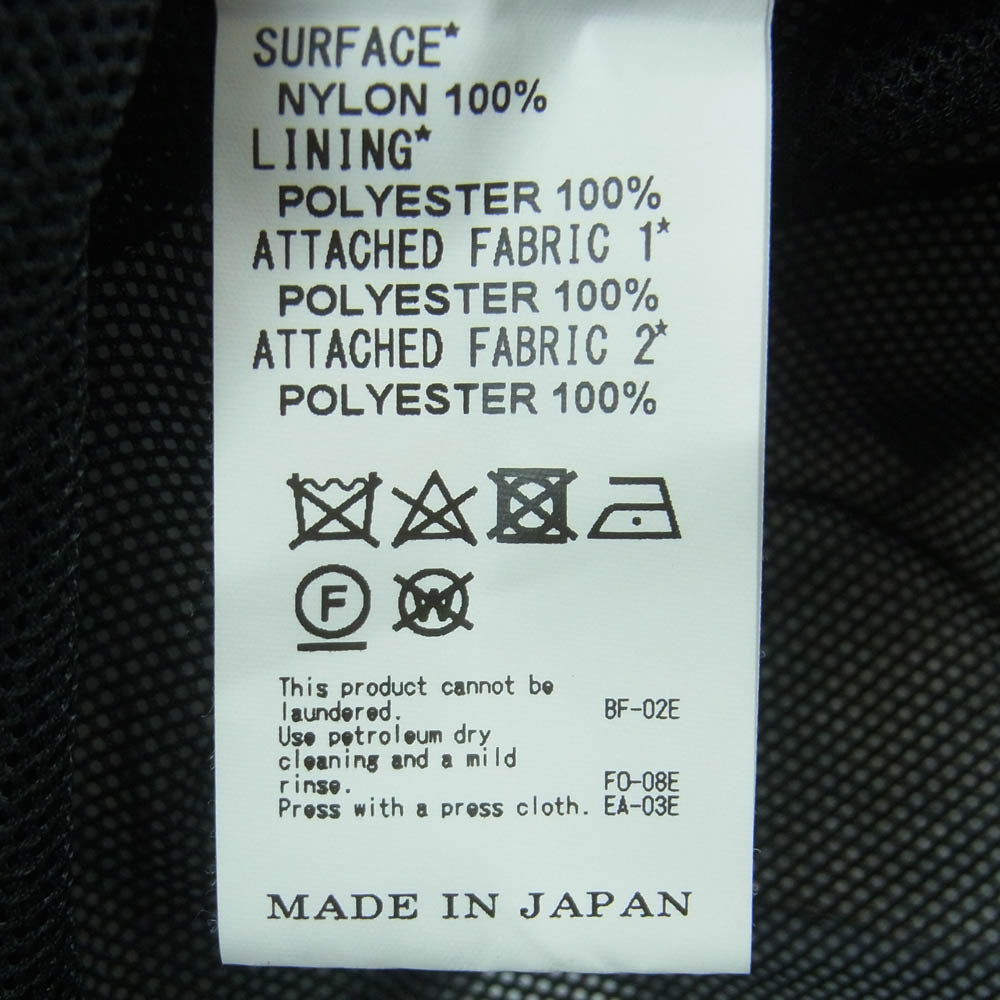 SURFACE*
NYLON 100%
LINING*
POLYESTER 100%
ATTACHED FABRIC 1*
POLYESTER 100%
ATTACHED FABRIC 2*
POLYESTER 100%
F W
This product cannot be
laundered. BF-02E
Use petroleum dry
cleaning and a mild
rinse. FO-08E
Press with a press cloth. EA-03E
MADE IN JAPAN